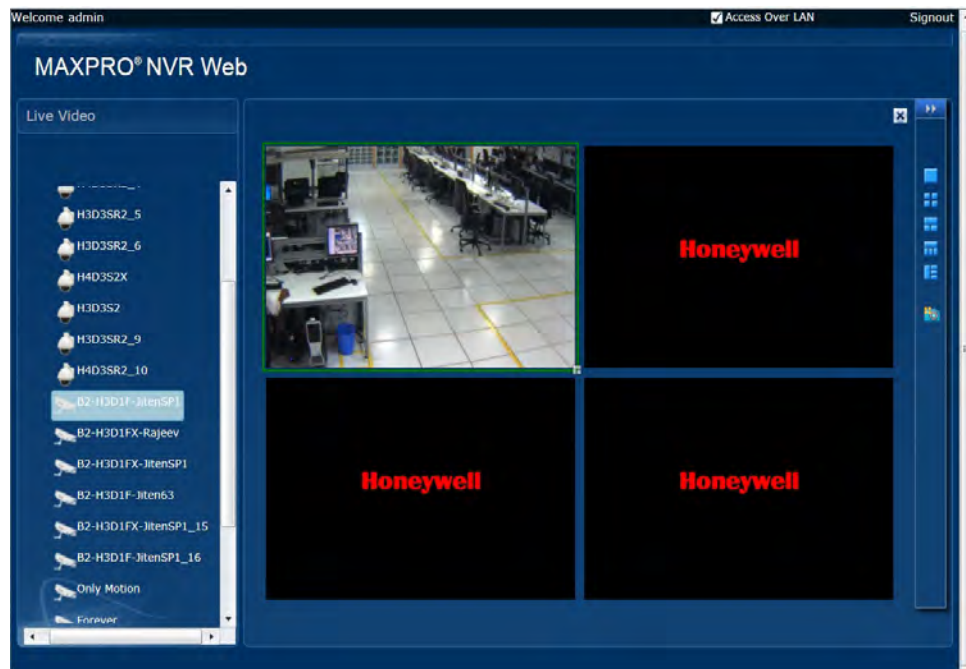 Welcome admin
Access Over LAN
Signout
MAXPRO® NVR Web
Live Video
H3D3SR2_5
H3D3SR2_6
H4D3S2X
H3D3S2
H3D3SR2_9
H4D3SR2_10
B2-H3D1F-JitenSP1
B2-H3D1FX-Rajeev
B2-H3D1FX-JitenSP1
B2-H3D1F-Jiten63
B2-H3D1FX-JitenSP1_15
B2-H3D1F-JitenSP1_16
Only Motion
Forever
Honeywell
Honeywell
Honeywell